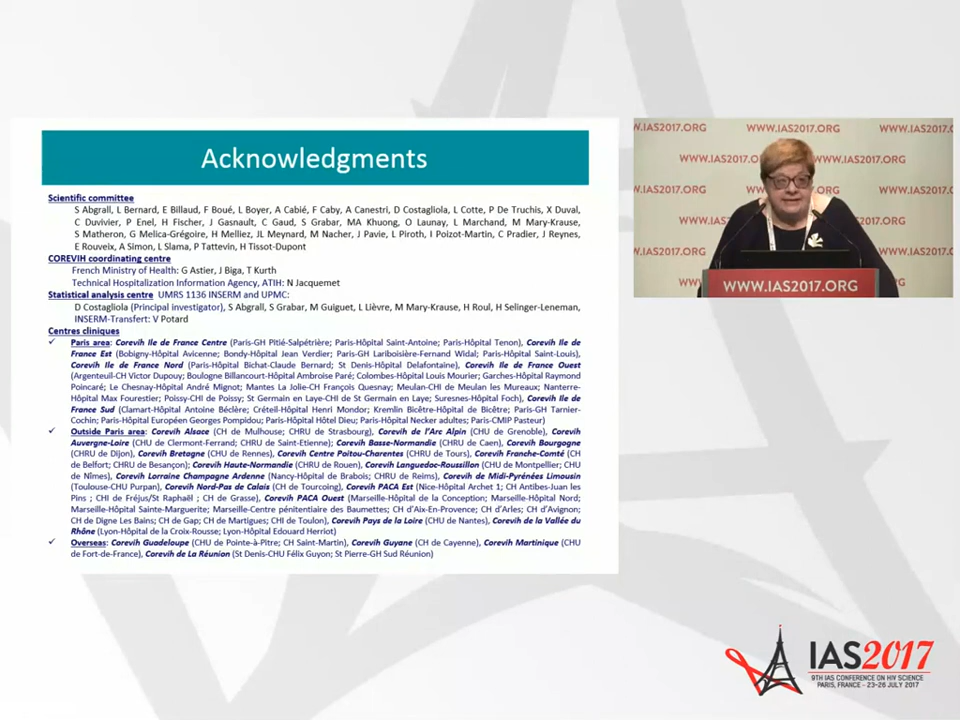 Acknowledgments
Scientific committee
S Abgrall, L Bernard, E Billaud, F Boué, L Boyer, A Cabié, F Caby, A Canestri, D Costagliola, L Cotte, P De Truchis, X Duval,
C Duvivier, P Enel, H Fischer, J Gasnault, C Gaud, S Grabar, MA Khuong, O Launay, L Marchand, M Mary-Krause,
S Matheron, G Melica-Grégoire, H Melliez, JL Meynard, M Nacher, J Pavie, L Piroth, I Poizot-Martin, C Pradier, J Reynes,
E Rouveix, A Simon, L Slama, P Tattevin, H Tissot-Dupont
COREVIH coordinating centre
French Ministry of Health: G Astier, J Biga, T Kurth
Technical Hospitalization Information Agency, ATIH: N Jacquemet
Statistical analysis centre UMRS 1136 INSERM and UPMC:
D Costagliola (Principal investigator), S Abgrall, S Grabar, M Guiguet, L Lièvre, M Mary-Krause, H Roul, H Selinger-Leneman,
INSERM-Transfert: V Potard
Centres cliniques
✓ Paris area: Corevih Ile de France Centre (Paris-GH Pitié-Salpétrière; Paris-Hôpital Saint-Antoine; Paris-Hôpital Tenon), Corevih Ile de
France Est (Bobigny-Hôpital Avicenne; Bondy-Hôpital Jean Verdier; Paris-GH Lariboisière-Fernand Widal; Paris-Hôpital Saint-Louis),
Corevih Ile de France Nord (Paris-Hôpital Bichat-Claude Bernard; St Denis-Hôpital Delafontaine), Corevih Ile de France Ouest
(Argenteuil-CH Victor Dupouy; Boulogne Billancourt-Hôpital Ambroise Paré; Colombes-Hôpital Louis Mourier; Garches-Hôpital Raymond
Poincaré; Le Chesnay-Hôpital André Mignot; Mantes La Jolie-CH François Quesnay; Meulan-CHI de Meulan les Mureaux; Nanterre-
Hôpital Max Fourestier; Poissy-CHI de Poissy; St Germain en Laye-CHI de St Germain en Laye; Suresnes-Hôpital Foch), Corevih Ile de
France Sud (Clamart-Hôpital Antoine Béclère; Créteil-Hôpital Henri Mondor; Kremlin Bicêtre-Hôpital de Bicêtre; Paris-GH Tarnier-
Cochin; Paris-Hôpital Européen Georges Pompidou; Paris-Hôpital Hôtel Dieu; Paris-Hôpital Necker adultes; Paris-CMIP Pasteur)
✓ Outside Paris area: Corevih Alsace (CH de Mulhouse; CHRU de Strasbourg), Corevih de l'Arc Alpin (CHU de Grenoble), Corevih
Auvergne-Loire (CHU de Clermont-Ferrand; CHRU de Saint-Etienne); Corevih Basse-Normandie (CHRU de Caen), Corevih Bourgogne
(CHRU de Dijon), Corevih Bretagne (CHU de Rennes), Corevih Centre Poitou-Charentes (CHRU de Tours), Corevih Franche-Comté (CH
de Belfort; CHRU de Besançon); Corevih Haute-Normandie (CHRU de Rouen), Corevih Languedoc-Roussillon (CHU de Montpellier; CHU
de Nîmes), Corevih Lorraine Champagne Ardenne (Nancy-Hôpital de Brabois; CHRU de Reims), Corevih de Midi-Pyrénées Limousin
(Toulouse-CHU Purpan), Corevih Nord-Pas de Calais (CH de Tourcoing), Corevih PACA Est (Nice-Hôpital Archet 1; CH Antibes-Juan les
Pins ; CHI de Fréjus/St Raphaël ; CH de Grasse), Corevih PACA Ouest (Marseille-Hôpital de la Conception; Marseille-Hôpital Nord;
Marseille-Hôpital Sainte-Marguerite; Marseille-Centre pénitentiaire des Baumettes; CH d'Aix-En-Provence; CH d'Arles; CH d'Avignon;
CH de Digne Les Bains; CH de Gap; CH de Martigues; CHI de Toulon), Corevih Pays de la Loire (CHU de Nantes), Corevih de la Vallée du
Rhône (Lyon-Hôpital de la Croix-Rousse; Lyon-Hôpital Edouard Herriot)
✓ Overseas: Corevih Guadeloupe (CHU de Pointe-à-Pitre; CH Saint-Martin), Corevih Guyane (CH de Cayenne), Corevih Martinique (CHU
de Fort-de-France), Corevih de La Réunion (St Denis-CHU Félix Guyon; St Pierre-GH Sud Réunion)
W.IAS2017.ORG WWW.IAS2017.ORG WWW.IAS2017.O
WWW.IAS2017.O WWW.IAS2017.ORG
W.IAS2017.ORG WWW.IAS2017.O
WWW.IAS2017.ORG
WWW.IAS2017.ORG
IAS2017
9TH IAS CONFERENCE ON HIV SCIENCE
PARIS, FRANCE - 23-26 JULY 2017